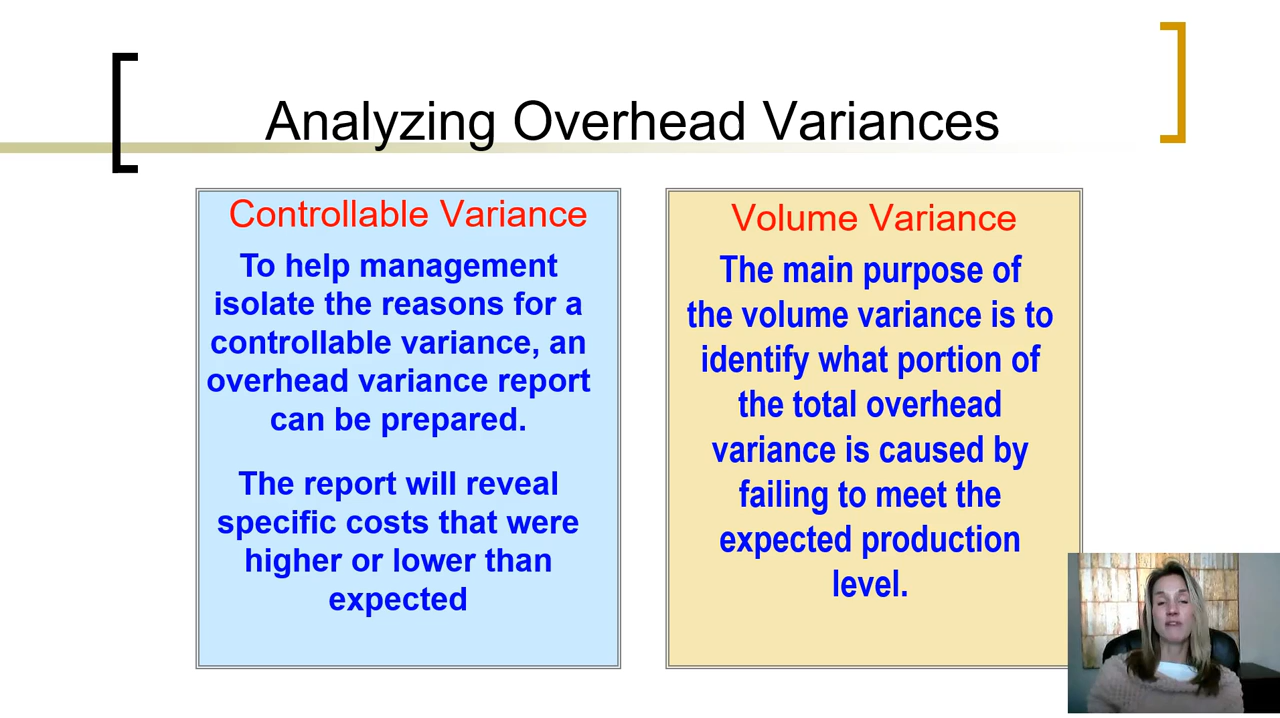 Analyzing Overhead Variances
Controllable Variance
To help management
isolate the reasons for a
controllable variance, an
overhead variance report
can be prepared.
The report will reveal
specific costs that were
higher or lower than
expected
Volume Variance
The main purpose of
the volume variance is to
identify what portion of
the total overhead
variance is caused by
failing to meet the
expected production
level.